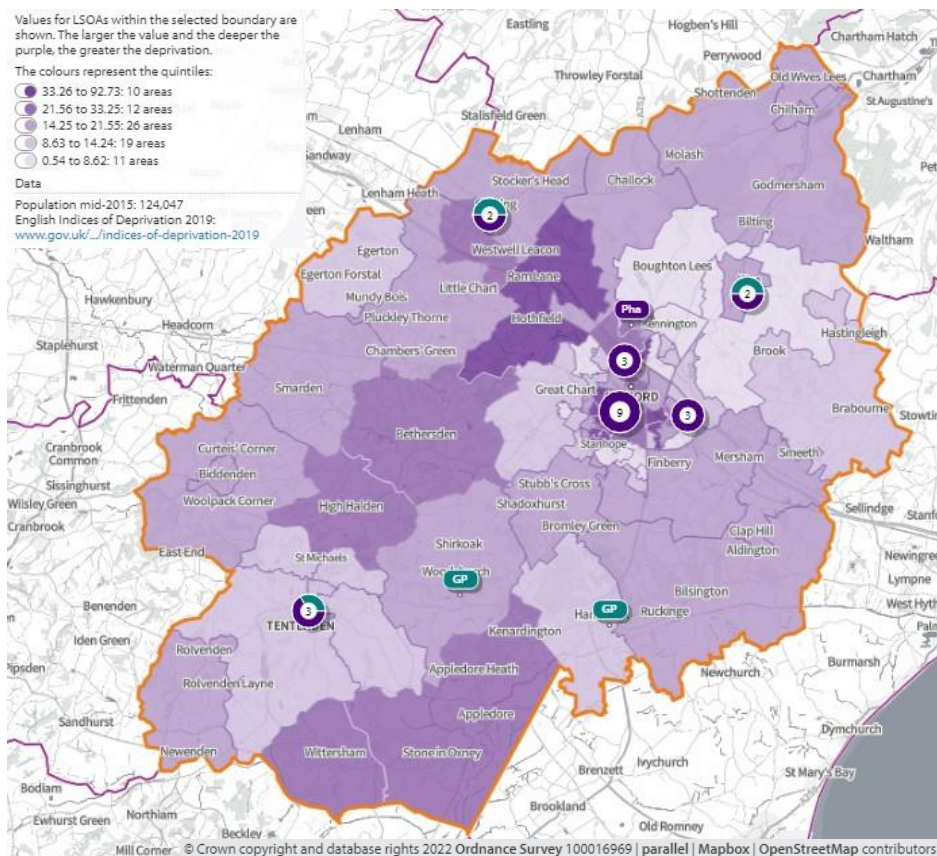 Values for LSOAs within the selected boundary are
shown. The larger the value and the deeper the
purple, the greater the deprivation.
The colours represent the quintiles:
33.26 to 92.73: 10 areas
21.56 to 33.25: 12 areas
14.25 to 21.55: 26 areas
8.63 to 14.24: 19 areas
0.54 to 8.62: 11 areas
Data
Population mid-2015: 124,047
English Indices of Deprivation 2019:
www.gov.uk/.../indices-of-deprivation-2019
Eastling
Hogben's Hill
Perrywood
Chartham Hatch
Throwley Forstal
Old Wives Lees
Chartham
Shottenden
Chilham
St Augustine's
Stalisfield Green
Lenham
Sandway
Molash
Stocker's Head
Challock
Godmersham
Lenham Heath
2
Bilting
Waltham
Egerton
Westwell Leacon
Boughton Lees
Egerton Forstal
Ram Lane
Little Chart
2
Mundy Bois
Hawkenbury
Pha
Pluckley Thorne
Hothfield
Kennington
Hastingleigh
Headcorn
Staplehurst
Chambers' Green
Brook
Waterman Quarter
3
Smarden
Great Chart
Frittenden
Brabourne
9
3
Bethersden
Cranbrook
Common
Curteis' Corner
Stanhope
Mersham
Smeeth
Biddenden
Finberry
Sissinghurst
Stubb's Cross
Wilsley Green
Woolpack Corner
High Halden
Shadoxhurst
Sellindge
Cranbrook
Bromley Green
Clap Hill
Aldington
East End
Shirkoak
St Michaels
GP
Lympne
Benenden
Bilsington
West Hyth
3
GP
Ruckinge
Iden Green
Kenardington
Rolvenden
Burmarsh
Appledore Heath
Newchurch
Rolvenden Layne
Sandhurst
Appledore
Dymchurch
Newenden
Wittersham
Stone in Oxney
Ivychurch
Brenzett
St Mary's Bay
Bodiam
Northiam
Brookland
Ewhurst Green
Beckley
Old Romney
Mill Corner
© Crown copyright and database rights 2022 Ordnance Survey 100016969 | parallel | Mapbox | OpenStreetMap contributors